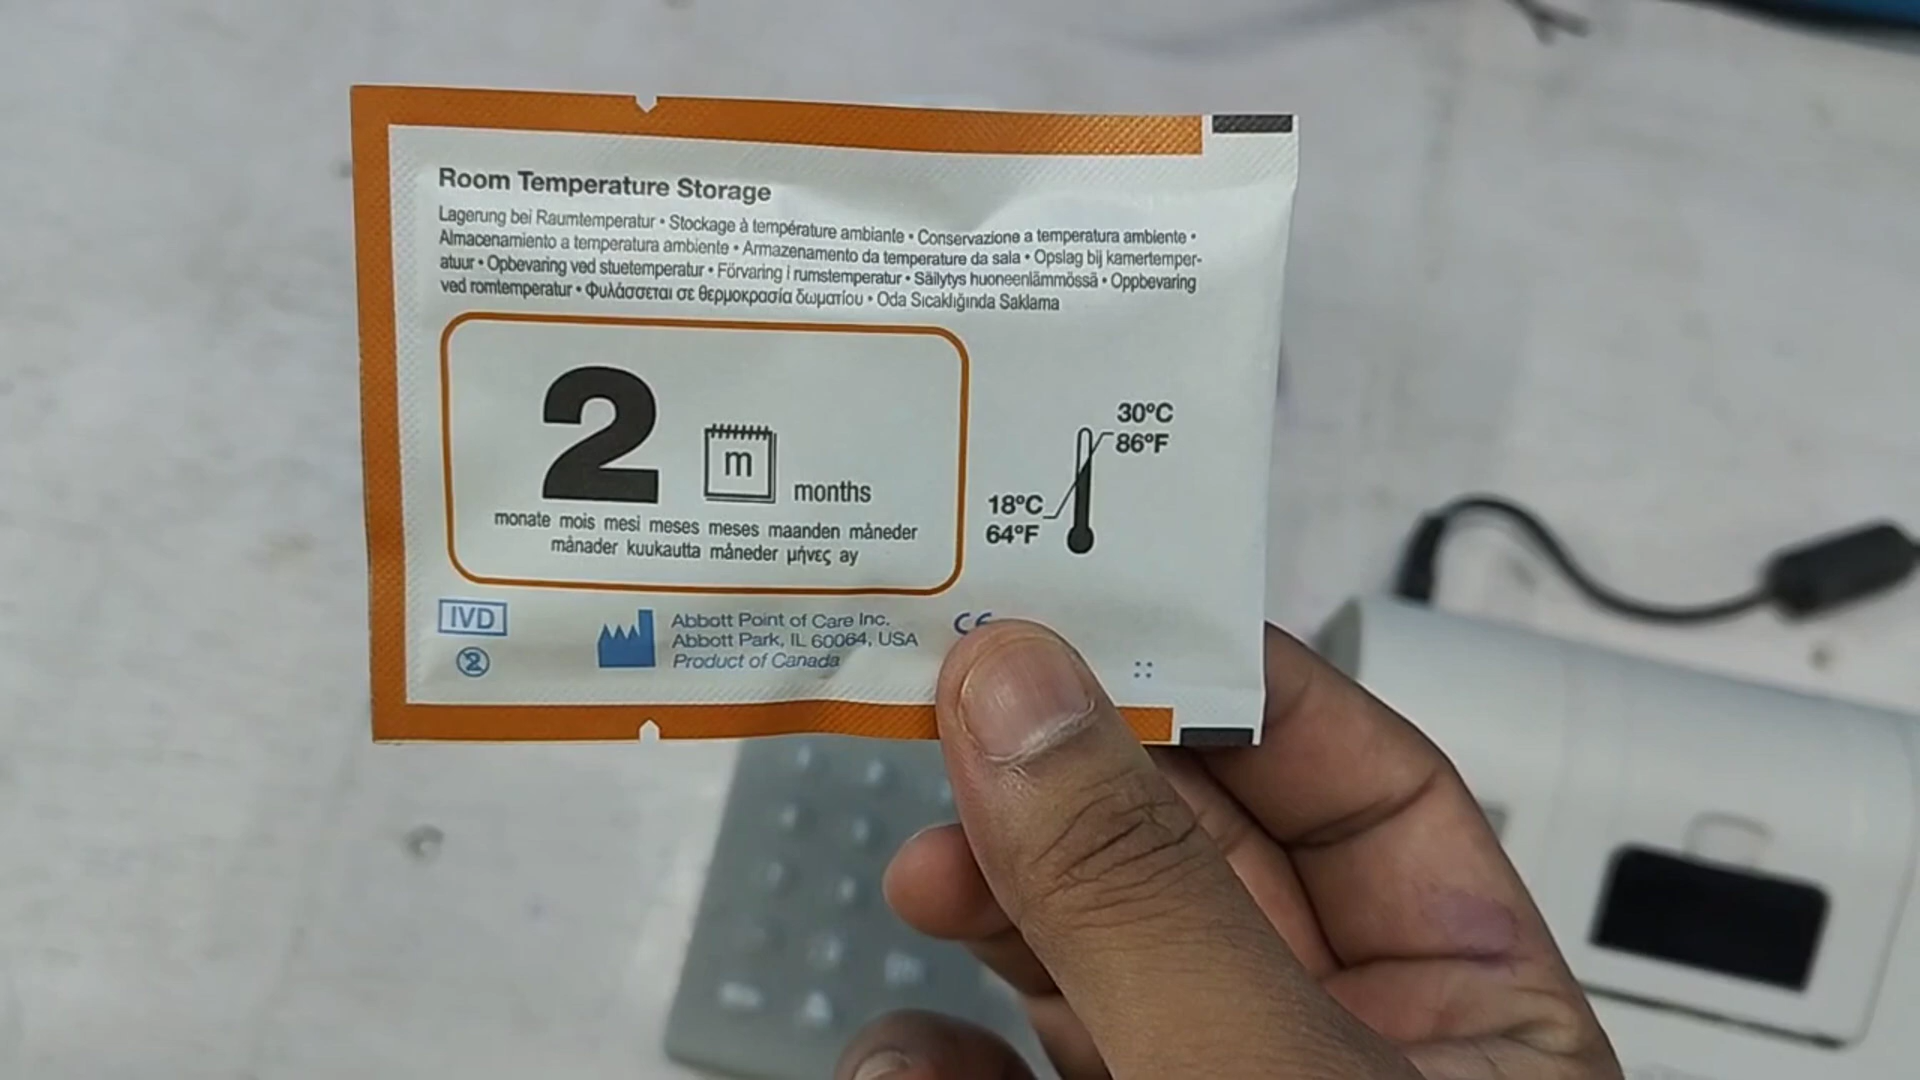 Room Temperature Storage
Lagerung bei Raumtemperatur • Stockage à température ambiante • Conservazione a temperatura ambiente •
Almacenamiento a temperatura ambiente • Armazenamento da temperature da sala • Opslag bij kamertemper-
atuur • Opbevaring ved stuetemperatur • Förvaring i rumstemperatur • Säilytys huoneenlämmössä • Oppbevaring
ved romtemperatur • Φυλάσσεται σε θερμοκρασία δωματίου • Oda Sıcaklığında Saklama
2 m months
monate mois mesi meses meses maanden måneder
månader kuukautta måneder μήνες ay
30°C
86°F
18°C
64°F
IVD
2
Abbott Point of Care Inc.
Abbott Park, IL 60064, USA
Product of Canada
CE